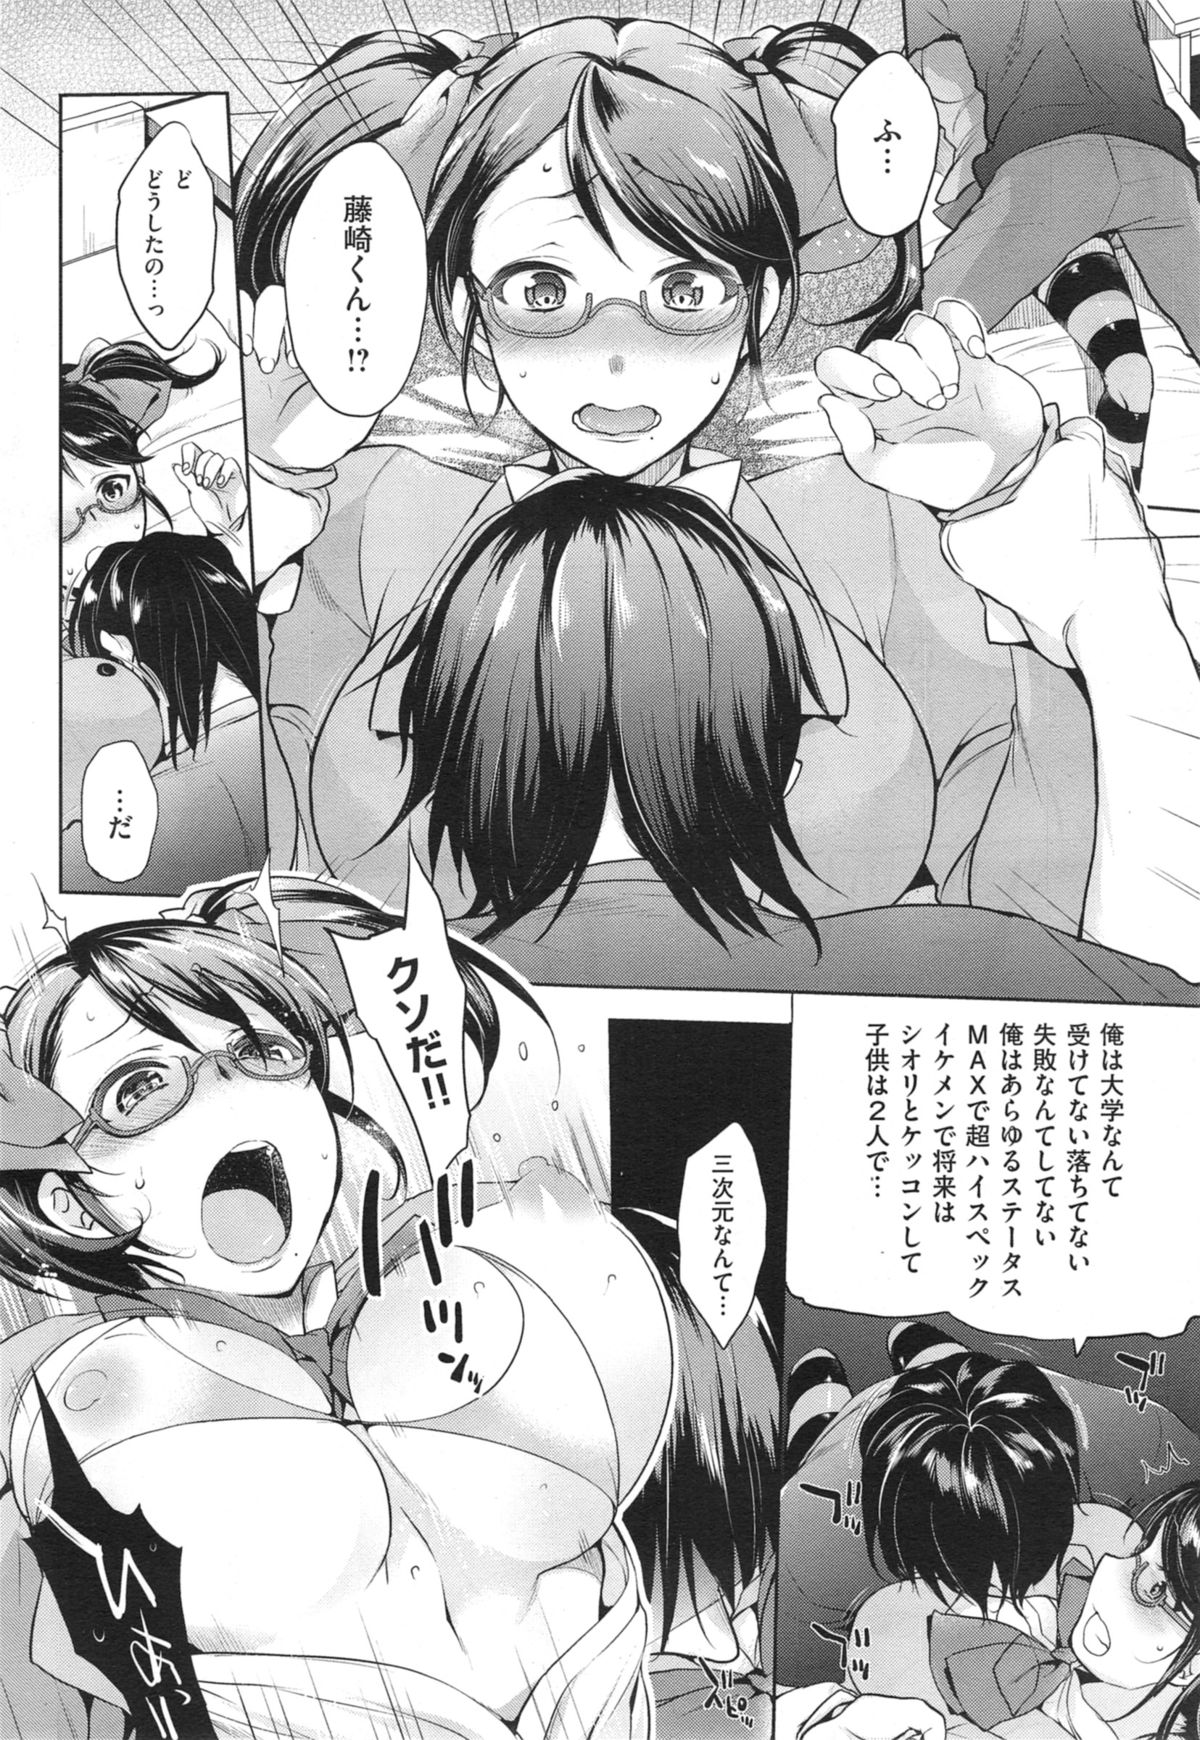 ふ…
藤崎くん…!?
ど
どうしたの…っ
…だ
俺は大学なんて
受けてない落ちてない
失敗なんてしてない
俺はあらゆるステータス
MAXで超ハイスペック
イケメンで将来は
シオリとケッコンして
子供は2人で…
三次元なんて…
クソだ!!